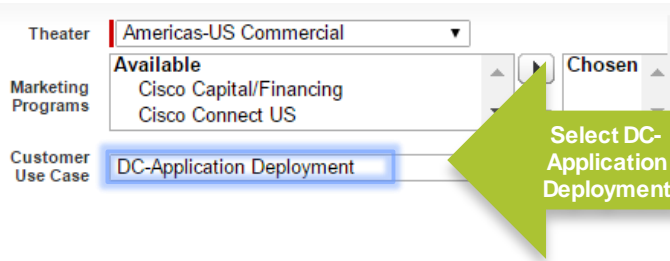 Theater
Americas-US Commercial
Available
Chosen
Marketing
Programs
Cisco Capital/Financing
Cisco Connect US
Customer
Use Case
DC-Application Deployment
Select DC-
Application
Deployment